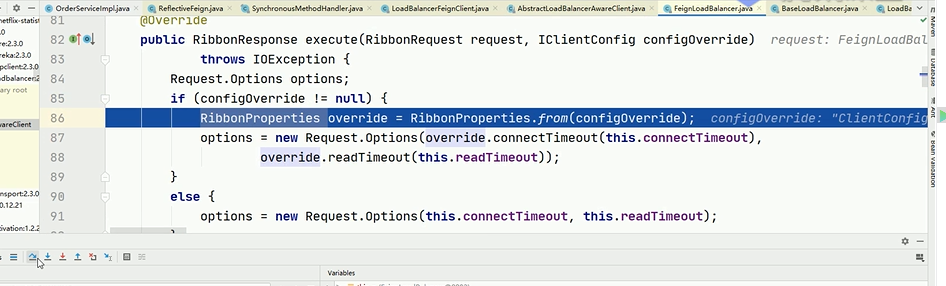 OrderServiceImpl.java ReflectiveFeign.java SynchronousMethodHandler.java LoadBalancerFeignClient.java AbstractLoadBalancerAwareClient.java FeignLoadBalancer.java BaseLoadBalancer.java LoadBa
81 @Override
82 public RibbonResponse execute(RibbonRequest request, IClientConfig configOverride) request: FeignLoadBal
83 throws IOException {
84 Request.Options options;
85 if (configOverride != null) {
86 RibbonProperties override = RibbonProperties.from(configOverride); configOverride: "ClientConfig
87 options = new Request.Options(override.connectTimeout(this.connectTimeout),
88 override.readTimeout(this.readTimeout));
89 }
90 else {
91 options = new Request.Options(this.connectTimeout, this.readTimeout);
Variables
netflix-statist
re:2.3.0
reka:2.3.0
pclient:2.3.0
adbalancer:2
ary root
wareClient
nsport:2.3.0
0.12.21
ivation:1.2.2
Maven
Database
Ant
Bean Validation